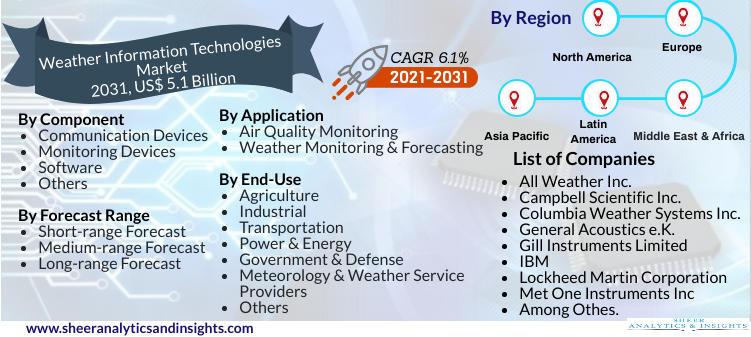 Weather Information Technologies
Market
2031, US$ 5.1 Billion
CAGR 6.1%
2021-2031
By Region
North America
Europe
Asia Pacific
Latin
America
Middle East & Africa
By Component
Communication Devices
Monitoring Devices
Software
Others
By Forecast Range
Short-range Forecast
Medium-range Forecast
Long-range Forecast
By Application
Air Quality Monitoring
Weather Monitoring & Forecasting
By End-Use
Agriculture
Industrial
Transportation
Power & Energy
Government & Defense
Meteorology & Weather Service
Providers
Others
List of Companies
All Weather Inc.
Campbell Scientific Inc.
Columbia Weather Systems Inc.
General Acoustics e.K.
Gill Instruments Limited
IBM
Lockheed Martin Corporation
Met One Instruments Inc
Among Othes.
www.sheeranalyticsandinsights.com
SHEER
ANALYTICS & INSIGHTS